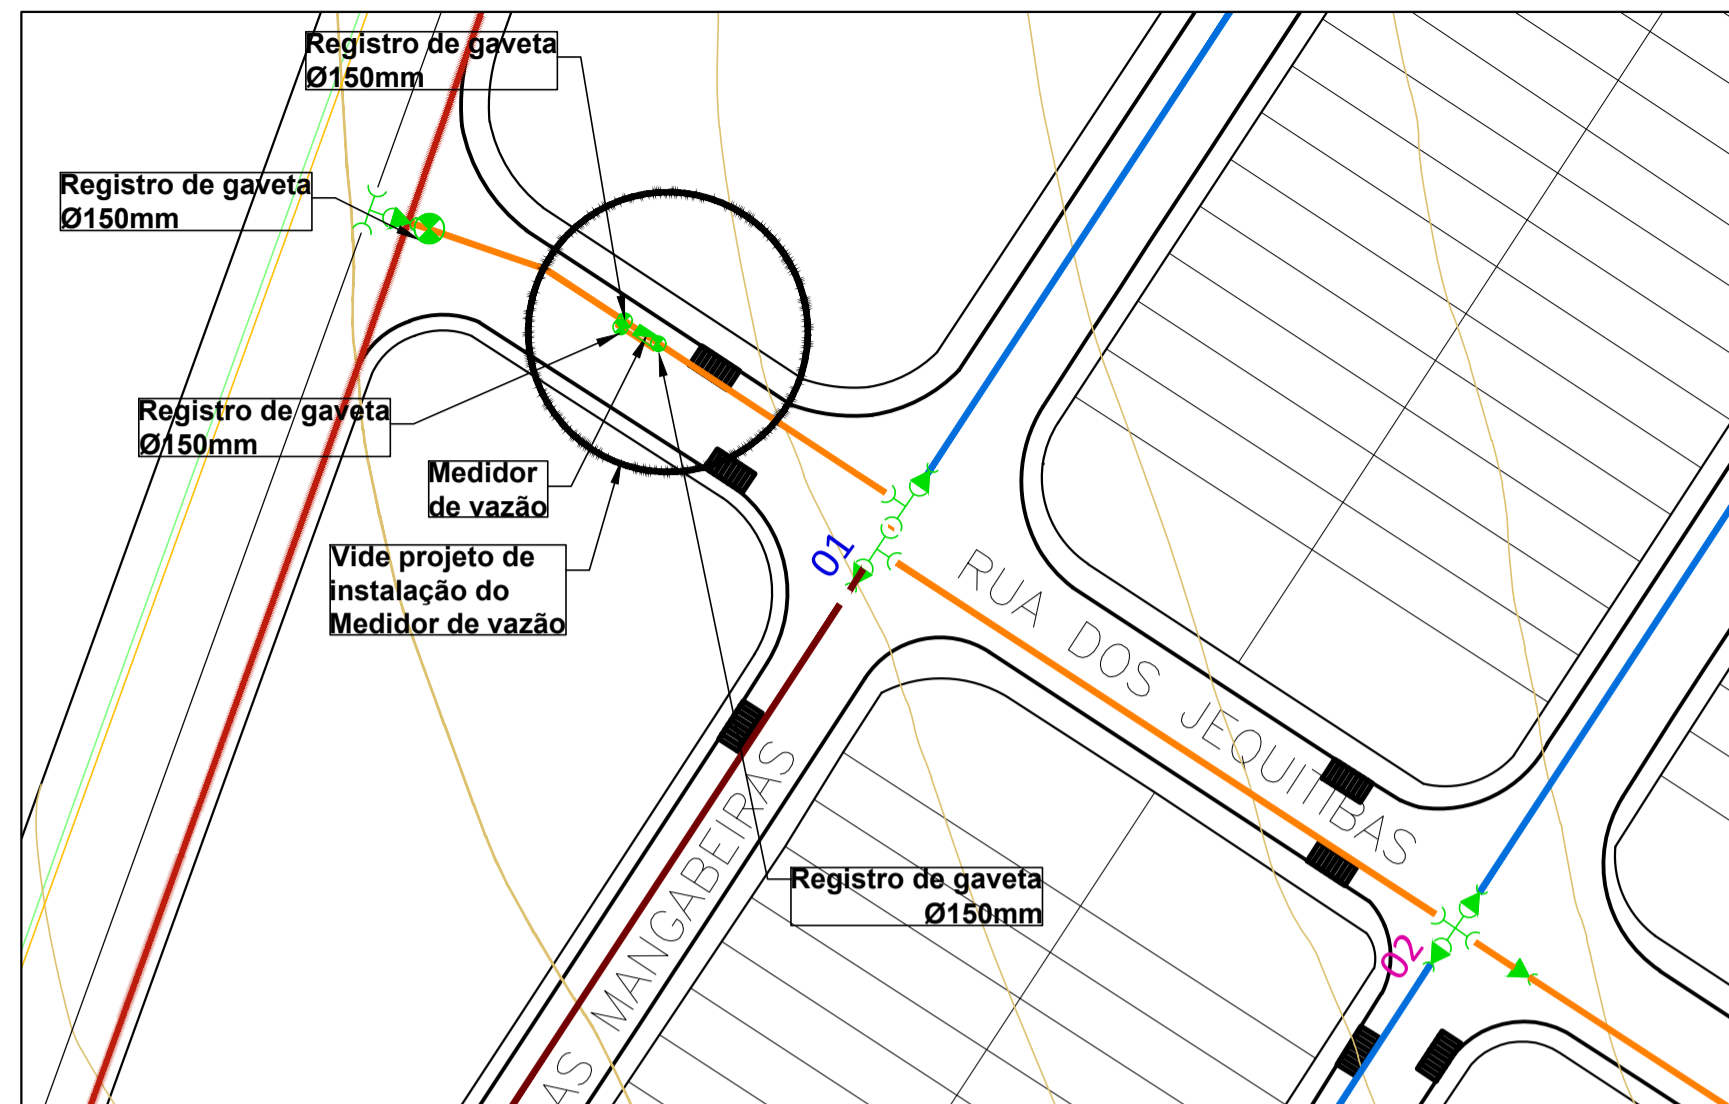 Registro de gaveta
Ø150mm
Registro de gaveta
Ø150mm
Registro de gaveta
Ø150mm
Medidor
de vazão
Vide projeto de
instalação do
Medidor de vazão
01
RUA DOS JEQUITIBAS
AS MANGABEIRAS
Registro de gaveta
Ø150mm
02